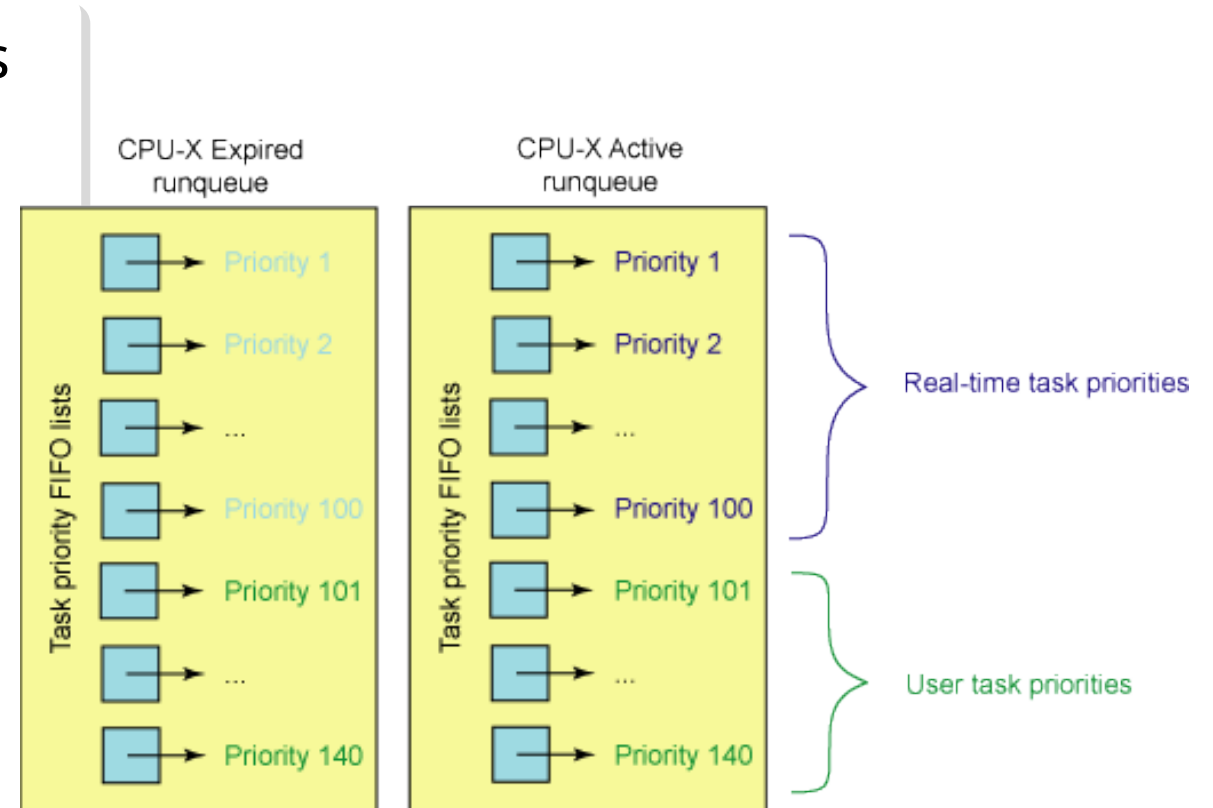 s
CPU-X Expired
runqueue
CPU-X Active
runqueue
Task priority FIFO lists
Priority 1
Priority 2
...
Priority 100
Priority 101
...
Priority 140
Task priority FIFO lists
Priority 1
Priority 2
...
Priority 100
Priority 101
...
Priority 140
Real-time task priorities
User task priorities